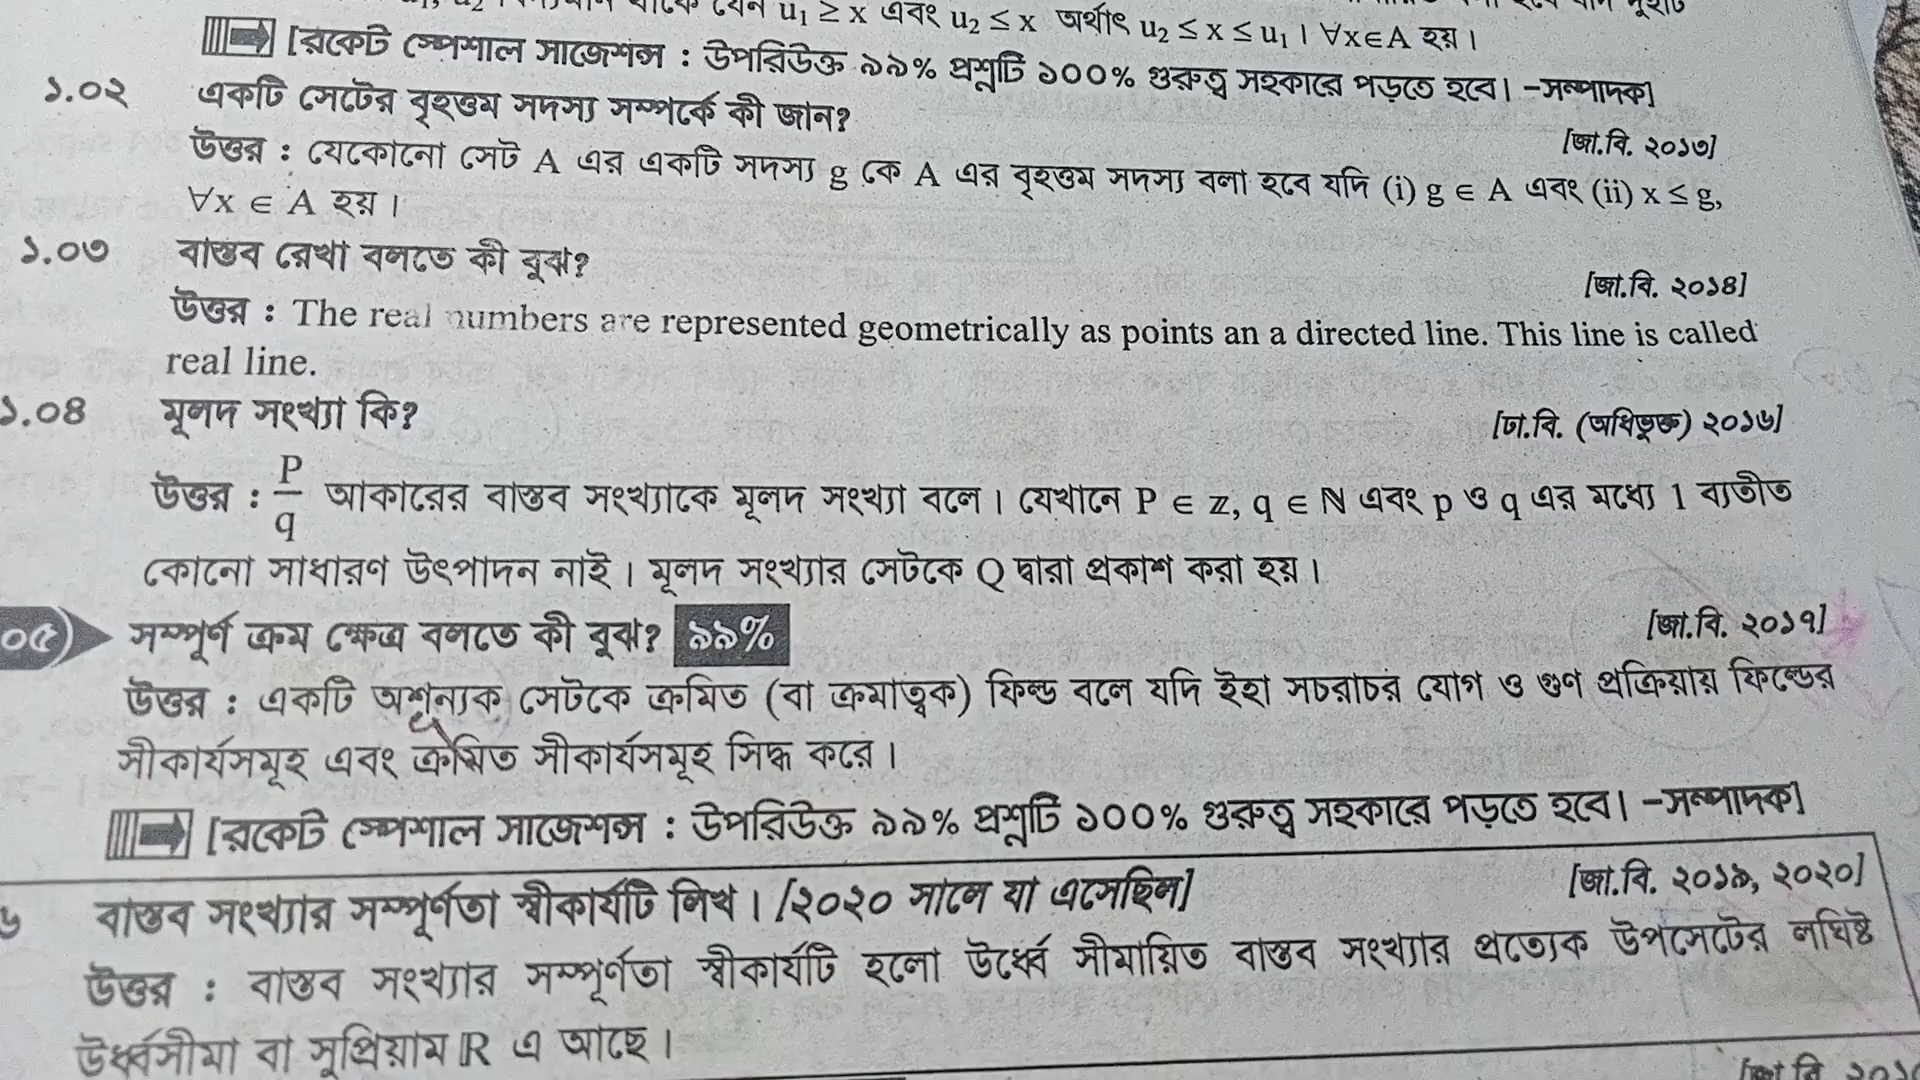 u₁ ≥ x এবং u₂ ≤ x অর্থাৎ u₂ ≤ x ≤ u₁ । ∀x∈A হয়।
[রকেট স্পেশাল সাজেশন্স : উপরিউক্ত ৯৯% প্রশ্নটি ১০০% গুরুত্ব সহকারে পড়তে হবে। -সম্পাদক]
১.০২ একটি সেটের বৃহত্তম সদস্য সম্পর্কে কী জান? [জা.বি. ২০১৩]
উত্তর : যেকোনো সেট A এর একটি সদস্য g কে A এর বৃহত্তম সদস্য বলা হবে যদি (i) g ∈ A এবং (ii) x ≤ g,
∀x ∈ A হয়।
১.০৩ বাস্তব রেখা বলতে কী বুঝ? [জা.বি. ২০১৪]
উত্তর : The real numbers are represented geometrically as points an a directed line. This line is called
real line.
১.০৪ মূলদ সংখ্যা কি? [ঢা.বি. (অধিভুক্ত) ২০১৬]
উত্তর : P/q আকারের বাস্তব সংখ্যাকে মূলদ সংখ্যা বলে। যেখানে P ∈ ℤ, q ∈ ℕ এবং p ও q এর মধ্যে 1 ব্যতীত
কোনো সাধারণ উৎপাদন নাই। মূলদ সংখ্যার সেটকে Q দ্বারা প্রকাশ করা হয়।
০৫ সম্পূর্ণ ক্রম ক্ষেত্র বলতে কী বুঝ? ৯৯% [জা.বি. ২০১৭]
উত্তর : একটি অশূন্যক সেটকে ক্রমিত (বা ক্রমাত্বক) ফিল্ড বলে যদি ইহা সচরাচর যোগ ও গুণ প্রক্রিয়ায় ফিল্ডের
সীকার্যসমূহ এবং ক্রমিত সীকার্যসমূহ সিদ্ধ করে।
[রকেট স্পেশাল সাজেশন্স : উপরিউক্ত ৯৯% প্রশ্নটি ১০০% গুরুত্ব সহকারে পড়তে হবে। -সম্পাদক]
৬ বাস্তব সংখ্যার সম্পূর্ণতা স্বীকার্যটি লিখ। [২০২০ সালে যা এসেছিল] [জা.বি. ২০১৯, ২০২০]
উত্তর : বাস্তব সংখ্যার সম্পূর্ণতা স্বীকার্যটি হলো উর্ধ্বে সীমায়িত বাস্তব সংখ্যার প্রত্যেক উপসেটের লঘিষ্ট
উর্ধ্বসীমা বা সুপ্রিয়াম ℝ এ আছে।